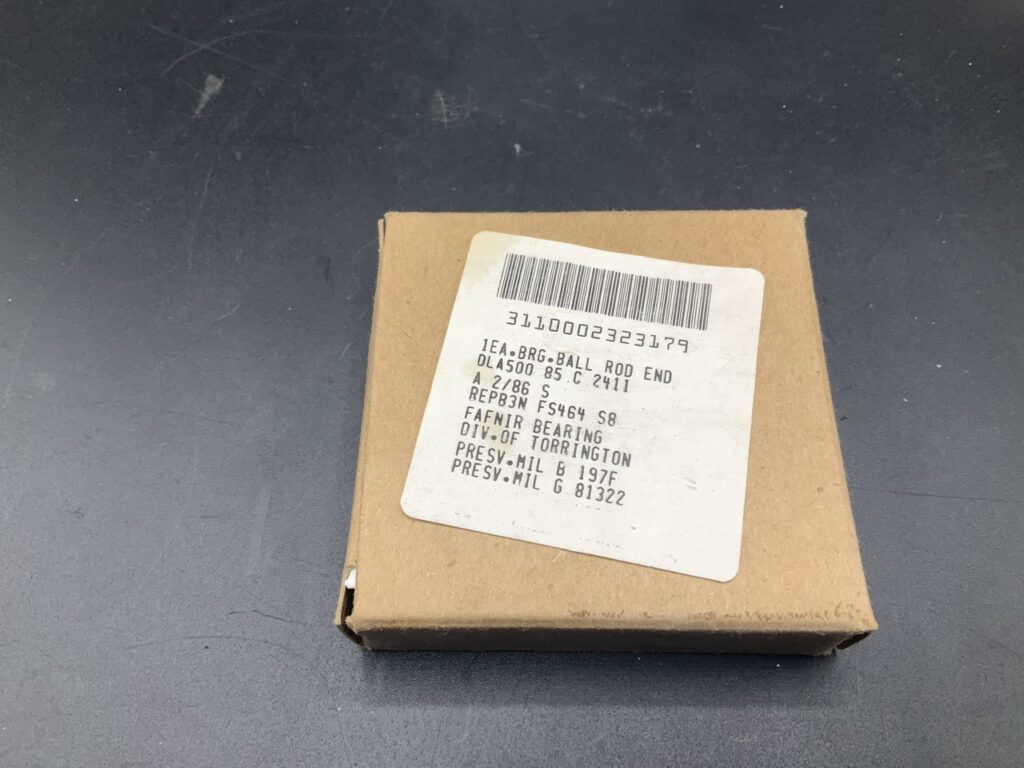 3110002323179
1EA.BRG.BALL ROD END
DLA500 85 C 2411
A 2/86 S
REPB3N FS464 S8
FAFNIR BEARING
DIV.OF TORRINGTON
PRESV.MIL B 197F
PRESV.MIL G 81322